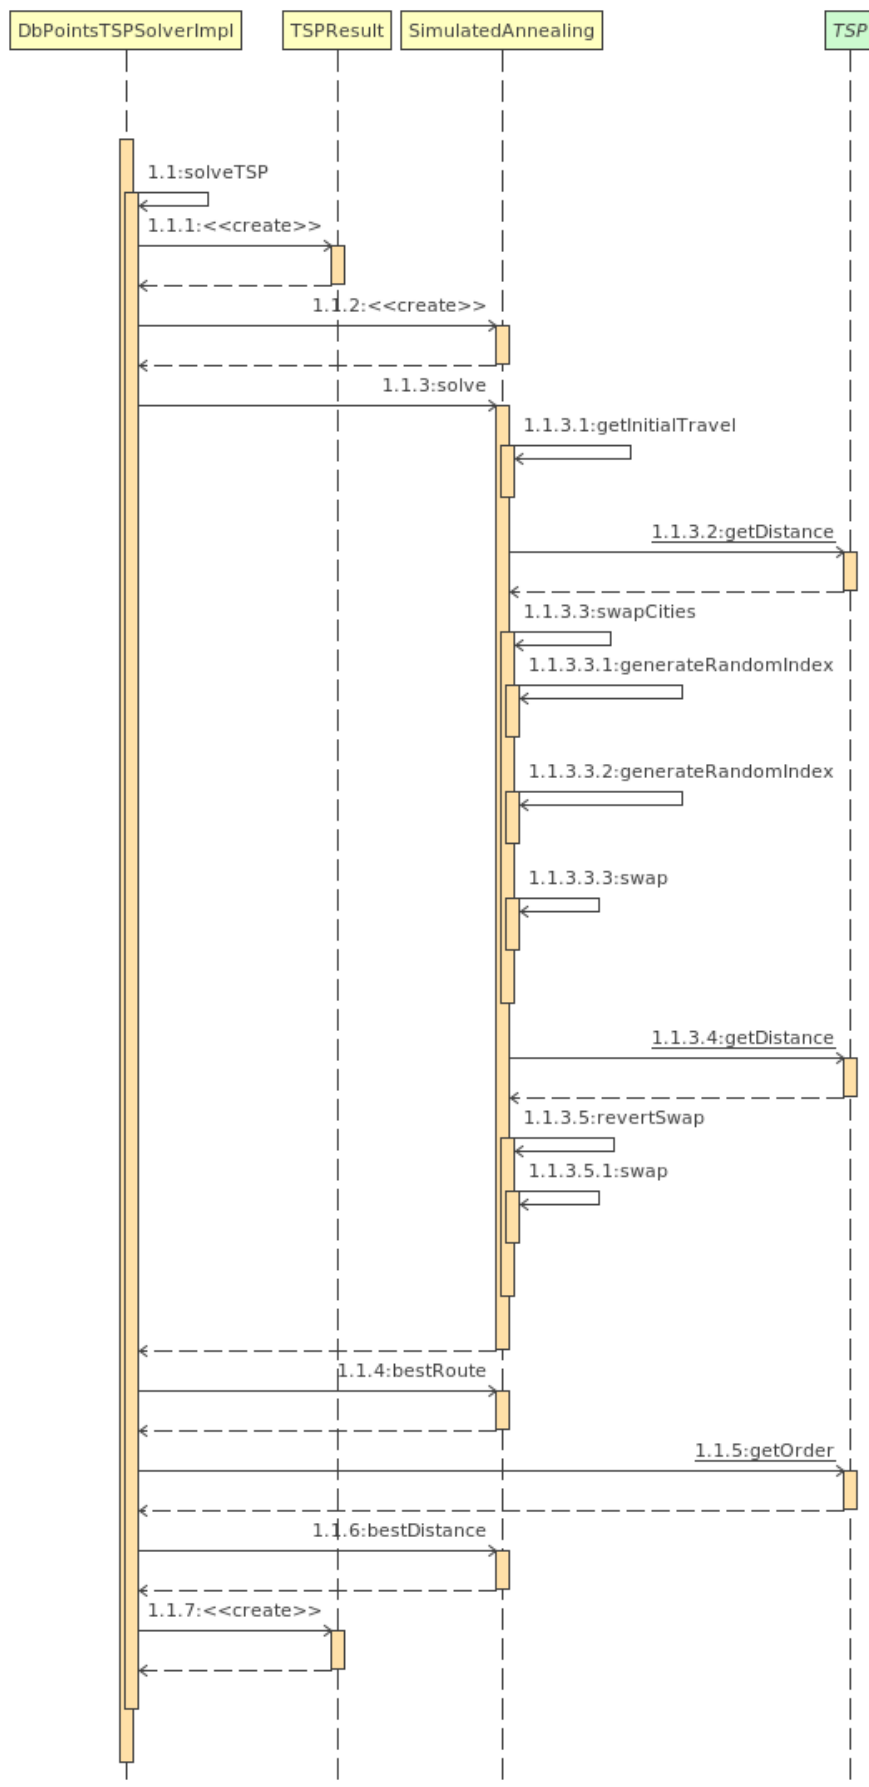 DbPointsTSPSolverImpl
TSPResult
SimulatedAnnealing
TSP
1.1:solveTSP
1.1.1:<<create>>
1.1.2:<<create>>
1.1.3:solve
1.1.3.1:getInitialTravel
1.1.3.2:getDistance
1.1.3.3:swapCities
1.1.3.3.1:generateRandomIndex
1.1.3.3.2:generateRandomIndex
1.1.3.3.3:swap
1.1.3.4:getDistance
1.1.3.5:revertSwap
1.1.3.5.1:swap
1.1.4:bestRoute
1.1.5:getOrder
1.1.6:bestDistance
1.1.7:<<create>>